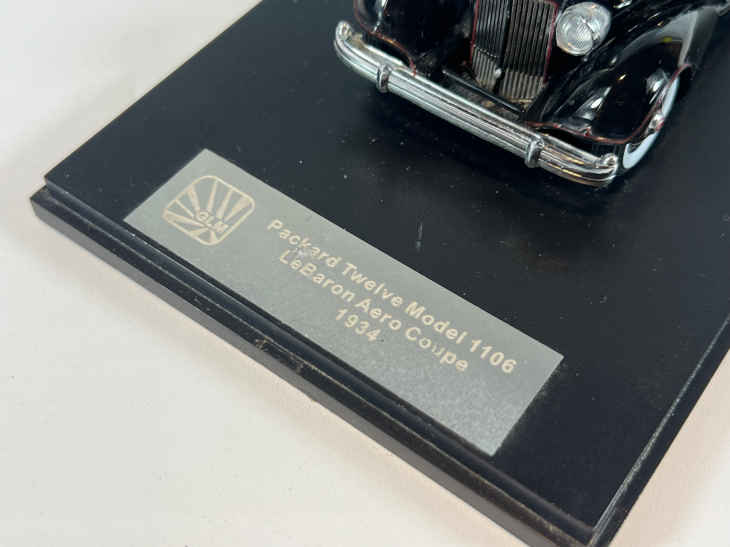 GLM
Packard Twelve Model 1106
LeBaron Aero Coupe
1934